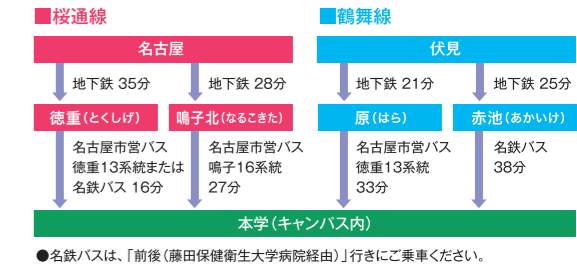 ■桜通線
■鶴舞線
名古屋
伏見
地下鉄 35分
地下鉄 28分
地下鉄 21分
地下鉄 25分
徳重(とくしげ)
鳴子北(なるこきた)
原(はら)
赤池(あかいけ)
名古屋市営バス
徳重13系統または
名鉄バス 16分
名古屋市営バス
鳴子16系統
27分
名古屋市営バス
徳重13系統
33分
名鉄バス
38分
本学(キャンパス内)
●名鉄バスは、「前後(藤田保健衛生大学病院経由)」行きにご乗車ください。